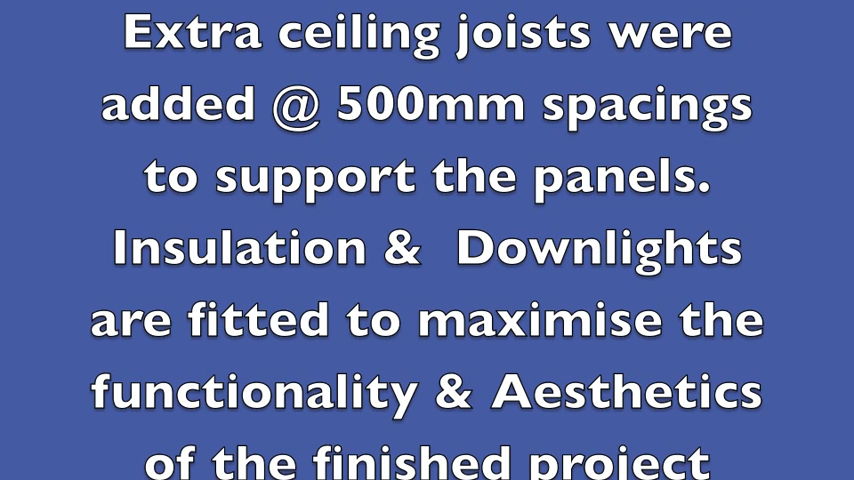 Extra ceiling joists were
added @ 500mm spacings
to support the panels.
Insulation &  Downlights
are fitted to maximise the
functionality & Aesthetics
of the finished project